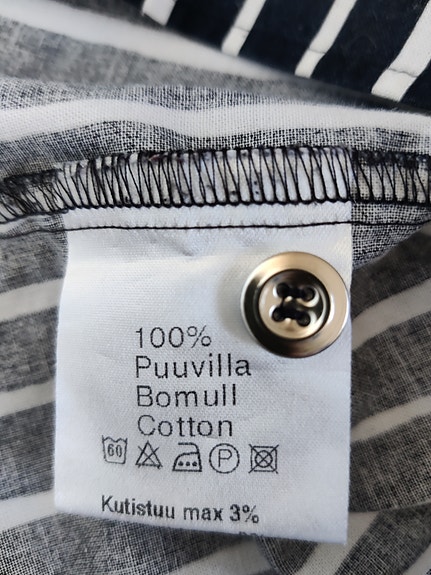 100%
Puuvilla
Bomull
Cotton
60 P
Kutistuu max 3%